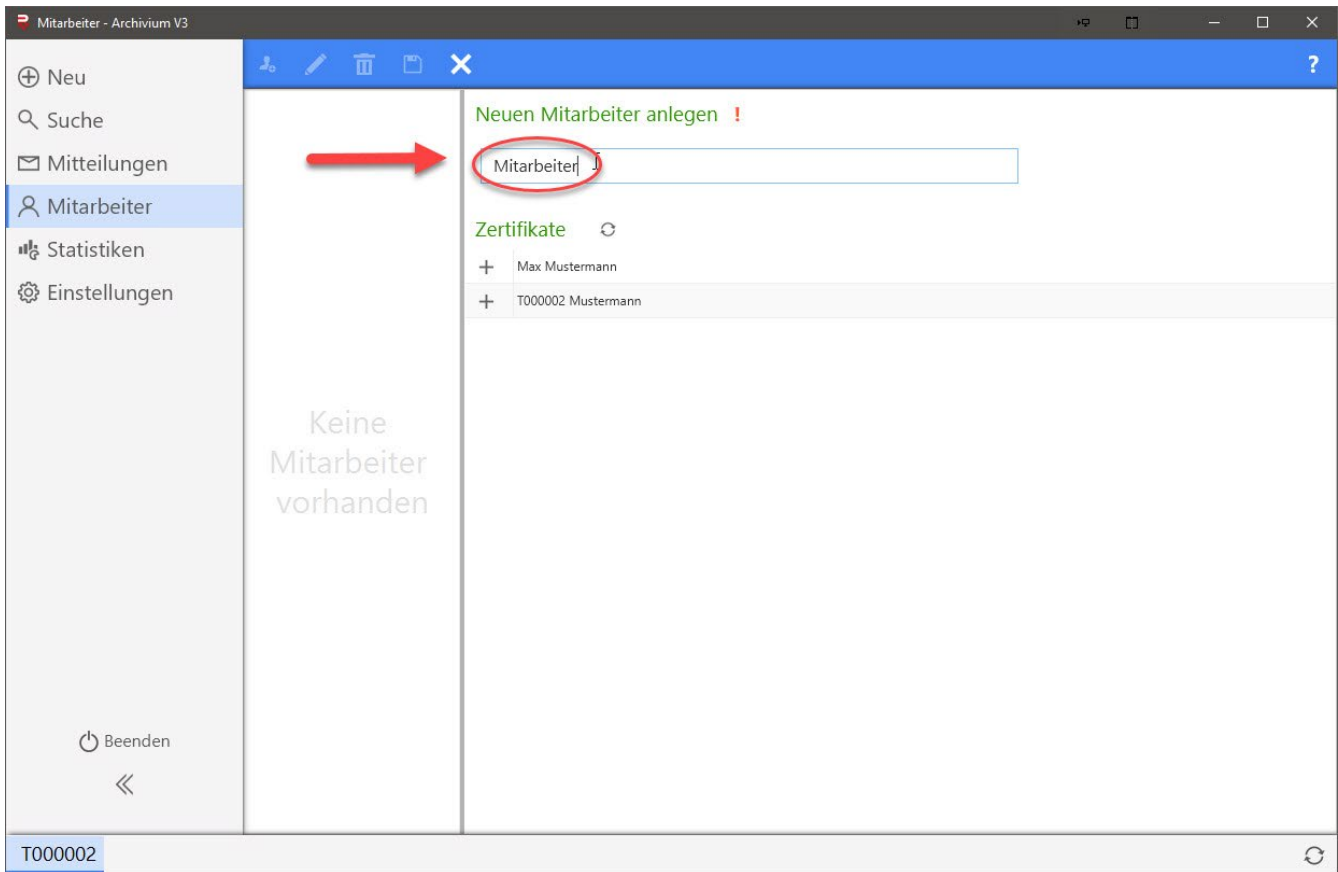 Mitarbeiter - Archivium V3
Neu
Suche
Mitteilungen
Mitarbeiter
Statistiken
Einstellungen
Beenden
Keine
Mitarbeiter
vorhanden
?
Neuen Mitarbeiter anlegen !
Mitarbeiter
Zertifikate
Max Mustermann
T000002 Mustermann
T000002